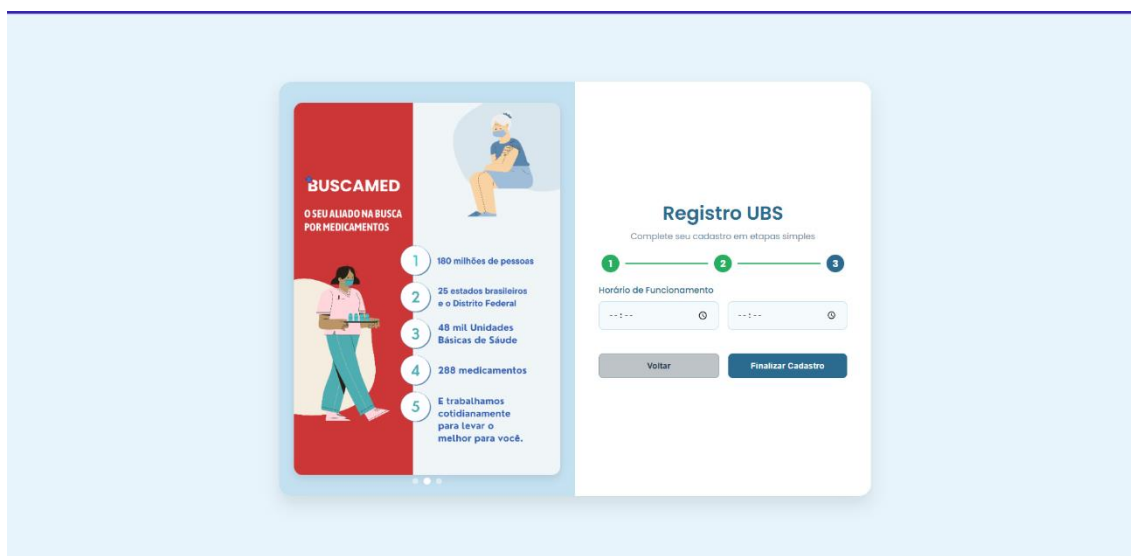 BUSCAMED
O SEU ALIADO NA BUSCA
POR MEDICAMENTOS
1
180 milhões de pessoas
2
25 estados brasileiros
e o Distrito Federal
3
48 mil Unidades
Básicas de Sáude
4
288 medicamentos
5
E trabalhamos
cotidianamente
para levar o
melhor para você.
Registro UBS
Complete seu cadastro em etapas simples
1 2 3
Horário de Funcionamento
--:-- --:--
Voltar Finalizar Cadastro